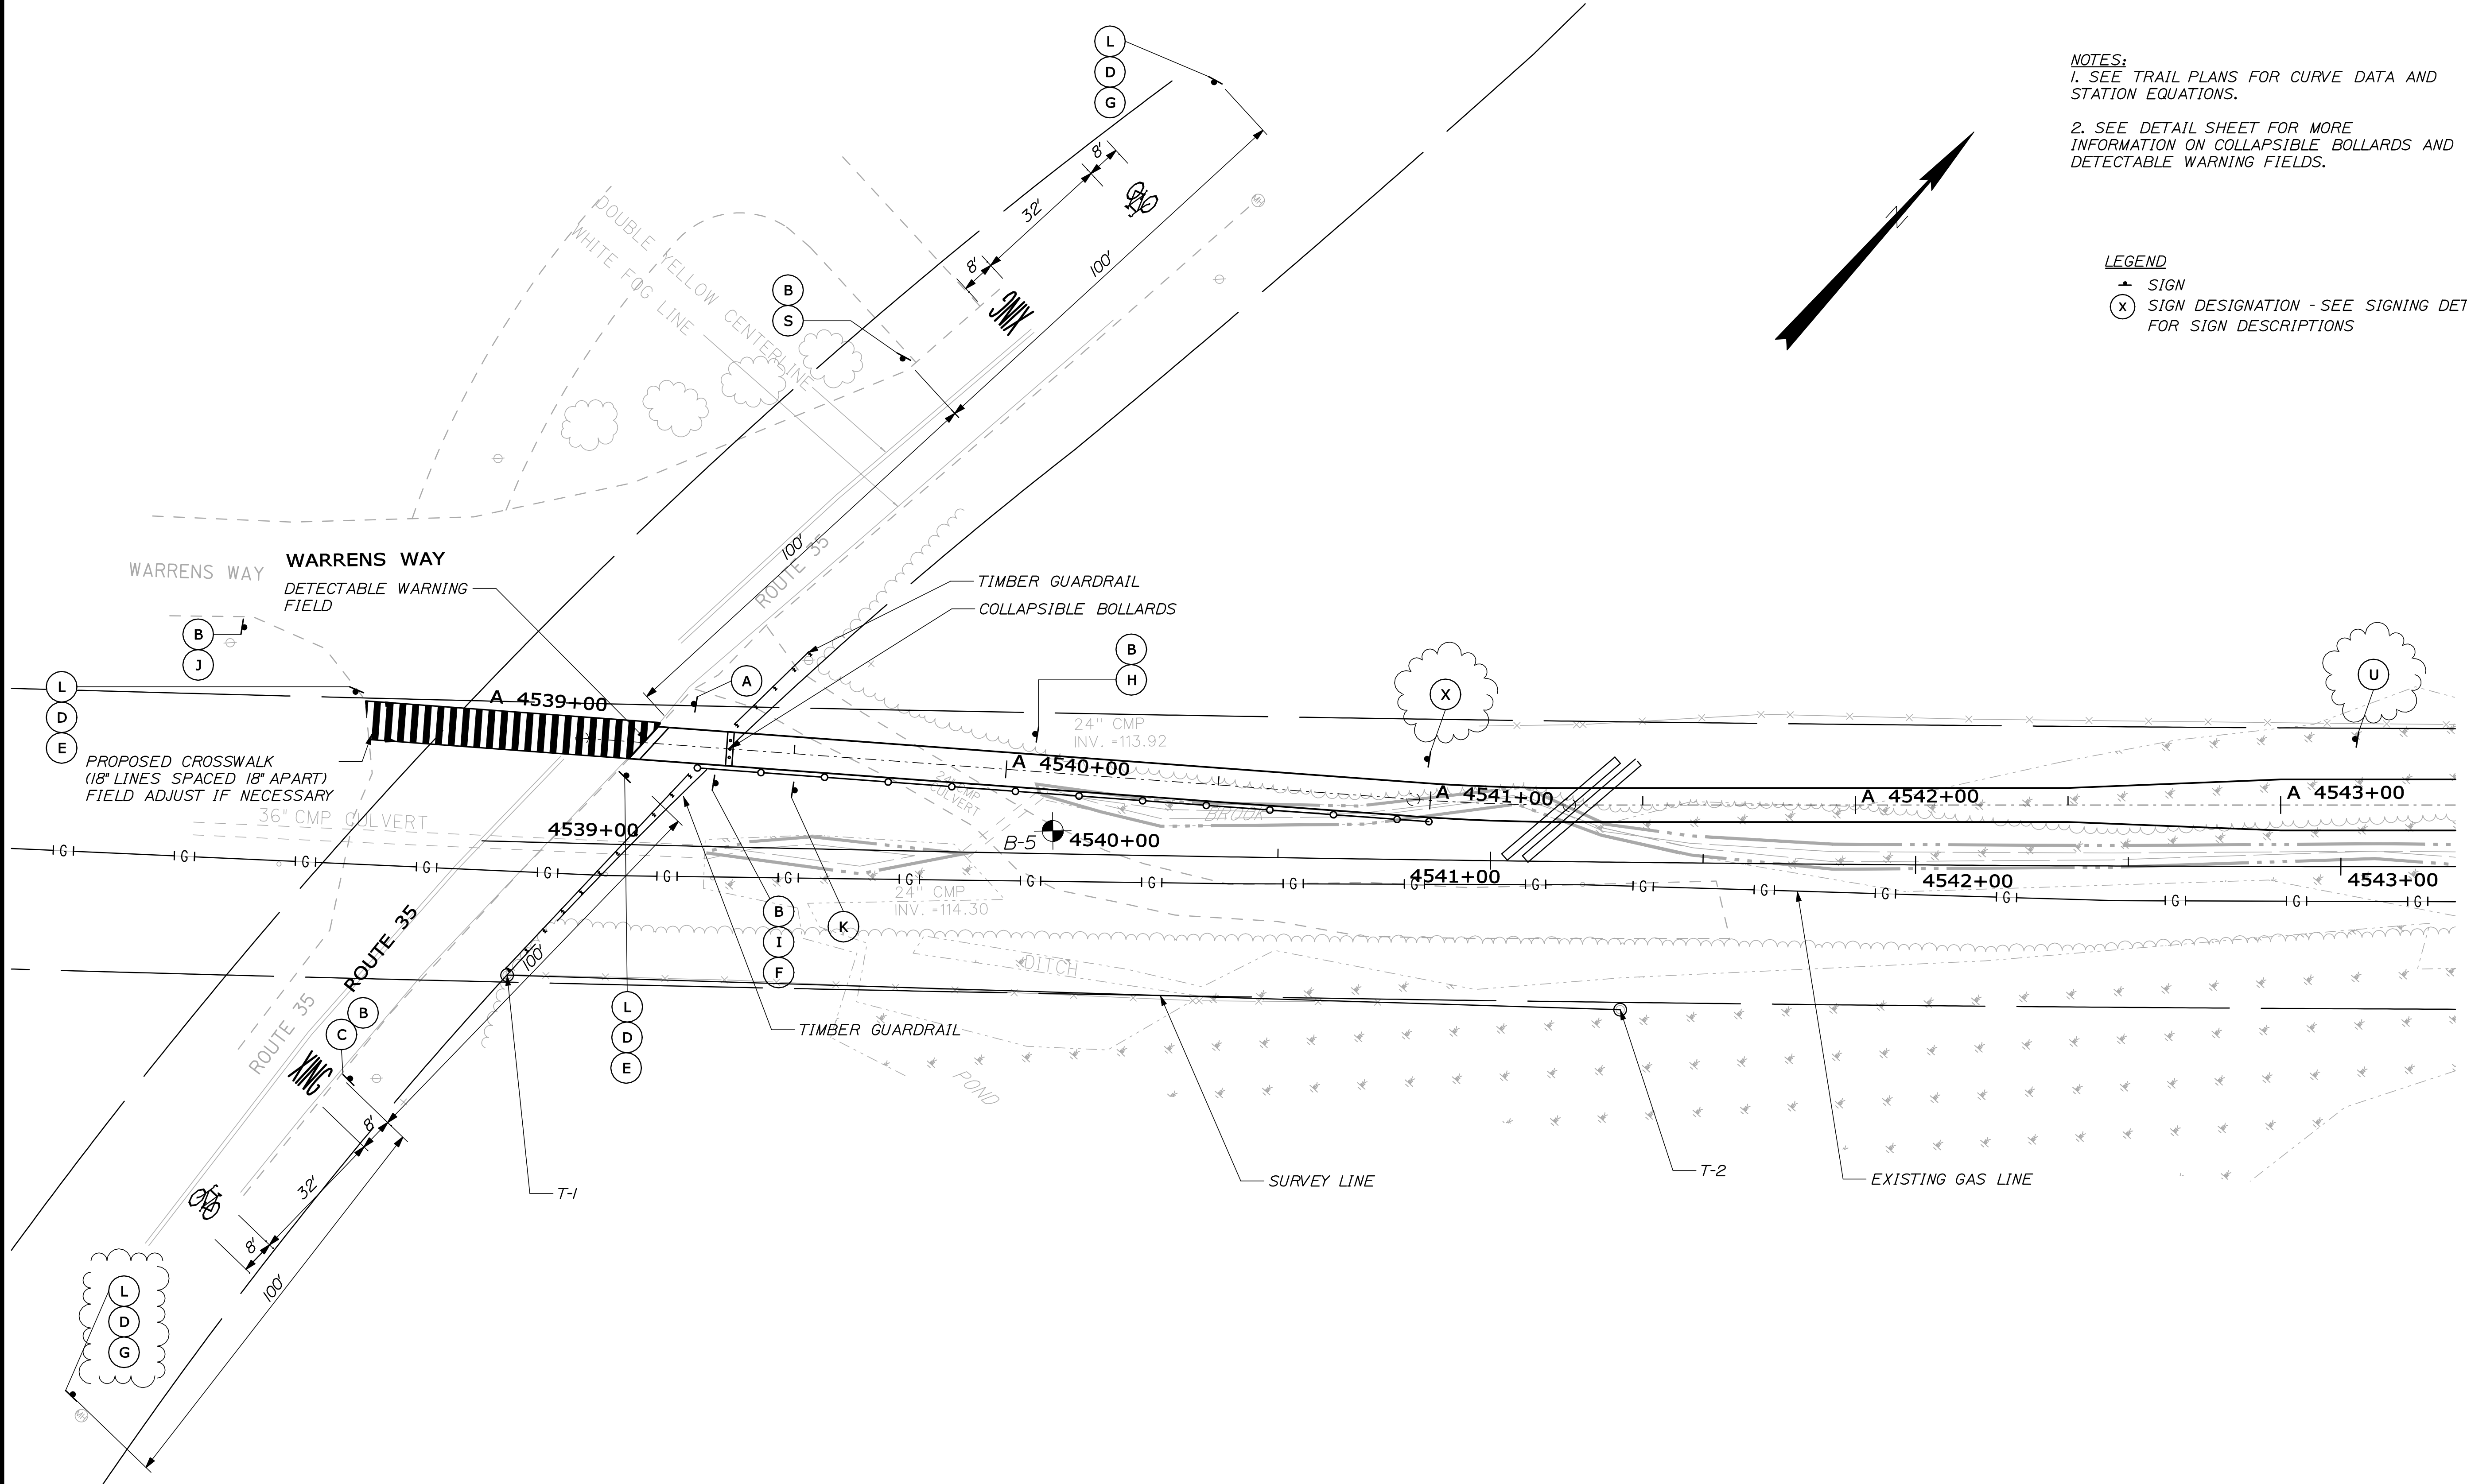 NOTES:
1. SEE TRAIL PLANS FOR CURVE DATA AND
STATION EQUATIONS.
2. SEE DETAIL SHEET FOR MORE
INFORMATION ON COLLAPSIBLE BOLLARDS AND
DETECTABLE WARNING FIELDS.
LEGEND
SIGN
X SIGN DESIGNATION - SEE SIGNING DET
FOR SIGN DESCRIPTIONS
N
L
D
G
8'
32'
8'
100'
XING
MH
DOUBLE YELLOW CENTERLINE
WHITE FOG LINE
B
S
100'
ROUTE 35
WARRENS WAY
WARRENS WAY
DETECTABLE WARNING
FIELD
TIMBER GUARDRAIL
COLLAPSIBLE BOLLARDS
B
J
L
D
E
A 4539+00
A
B
H
24" CMP
INV. =113.92
X
U
PROPOSED CROSSWALK
(18" LINES SPACED 18" APART)
FIELD ADJUST IF NECESSARY
36" CMP CULVERT
A 4540+00
A 4541+00
A 4542+00
A 4543+00
24" CMP
CULVERT
BROOK
4539+00
B-5
4540+00
4541+00
4542+00
4543+00
G G G G G G G G G G G G G G G G G G G G
24" CMP
INV. =114.30
B
I
F
K
DITCH
100'
ROUTE 35
ROUTE 35
B
C
L
D
E
TIMBER GUARDRAIL
POND
XING
8'
32'
8'
100'
T-1
SURVEY LINE
T-2
EXISTING GAS LINE
L
D
G
MH